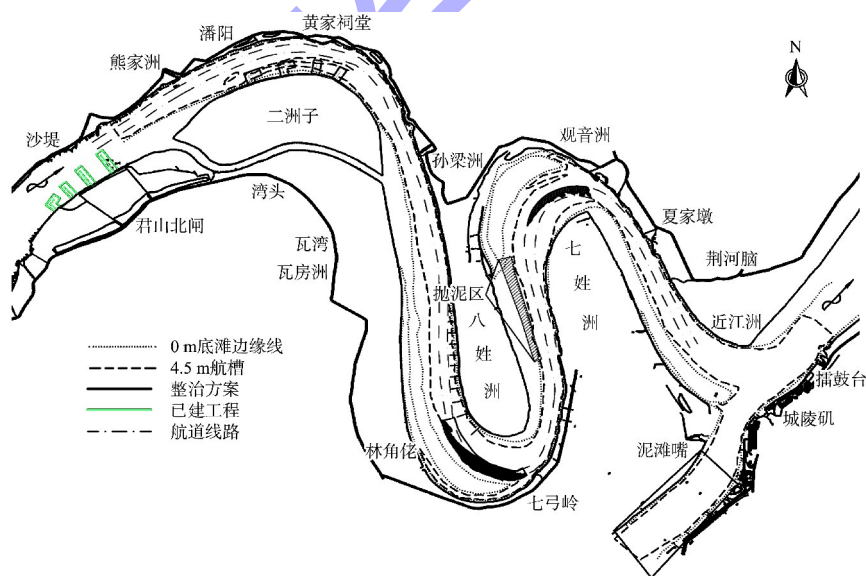 黄家祠堂
潘阳
熊家洲
N
沙堤
二洲子
孙梁洲
观音洲
湾头
君山北闸
夏家墩
瓦湾
瓦房洲
荆河脑
七姓洲
抛泥区
八姓洲
近江洲
0 m底滩边缘线
4.5 m航槽
整治方案
已建工程
航道线路
擂鼓台
城陵矶
林角佬
泥滩嘴
七弓岭